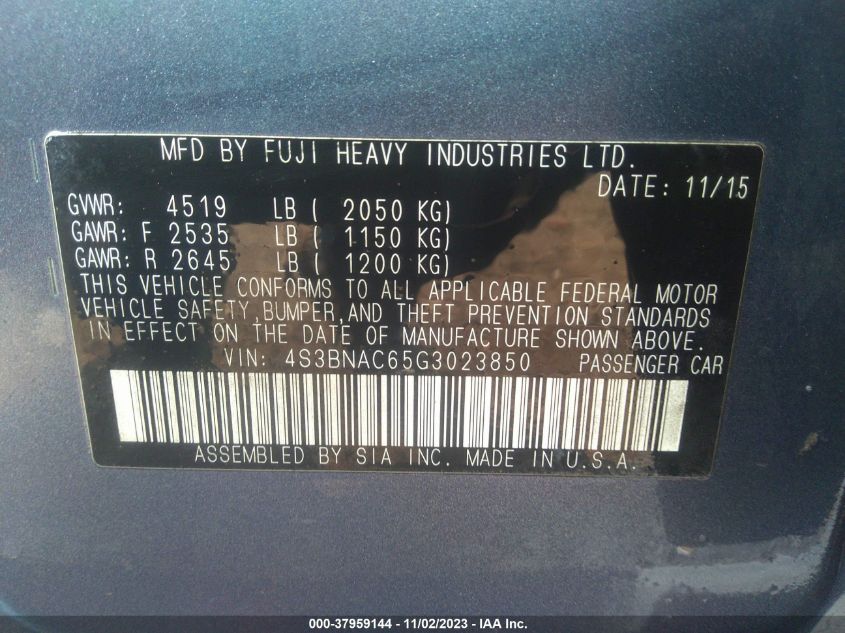 MFD BY FUJI HEAVY INDUSTRIES LTD.
DATE: 11/15
GVWR: 4519 LB ( 2050 KG)
GAWR: F 2535 LB ( 1150 KG)
GAWR: R 2645 LB ( 1200 KG)
THIS VEHICLE CONFORMS TO ALL APPLICABLE FEDERAL MOTOR
VEHICLE SAFETY, BUMPER, AND THEFT PREVENTION STANDARDS
IN EFFECT ON THE DATE OF MANUFACTURE SHOWN ABOVE.
VIN: 4S3BNAC65G3023850 PASSENGER CAR
ASSEMBLED BY SIA INC. MADE IN U.S.A.
000-37959144 - 11/02/2023 - IAA Inc.